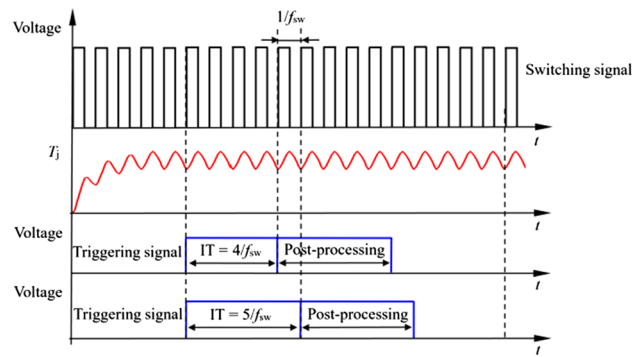 1/fsw
Voltage
Switching signal
t
Tj
t
Voltage
Triggering signal
IT = 4/fsw
Post-processing
t
Voltage
Triggering signal
IT = 5/fsw
Post-processing
t